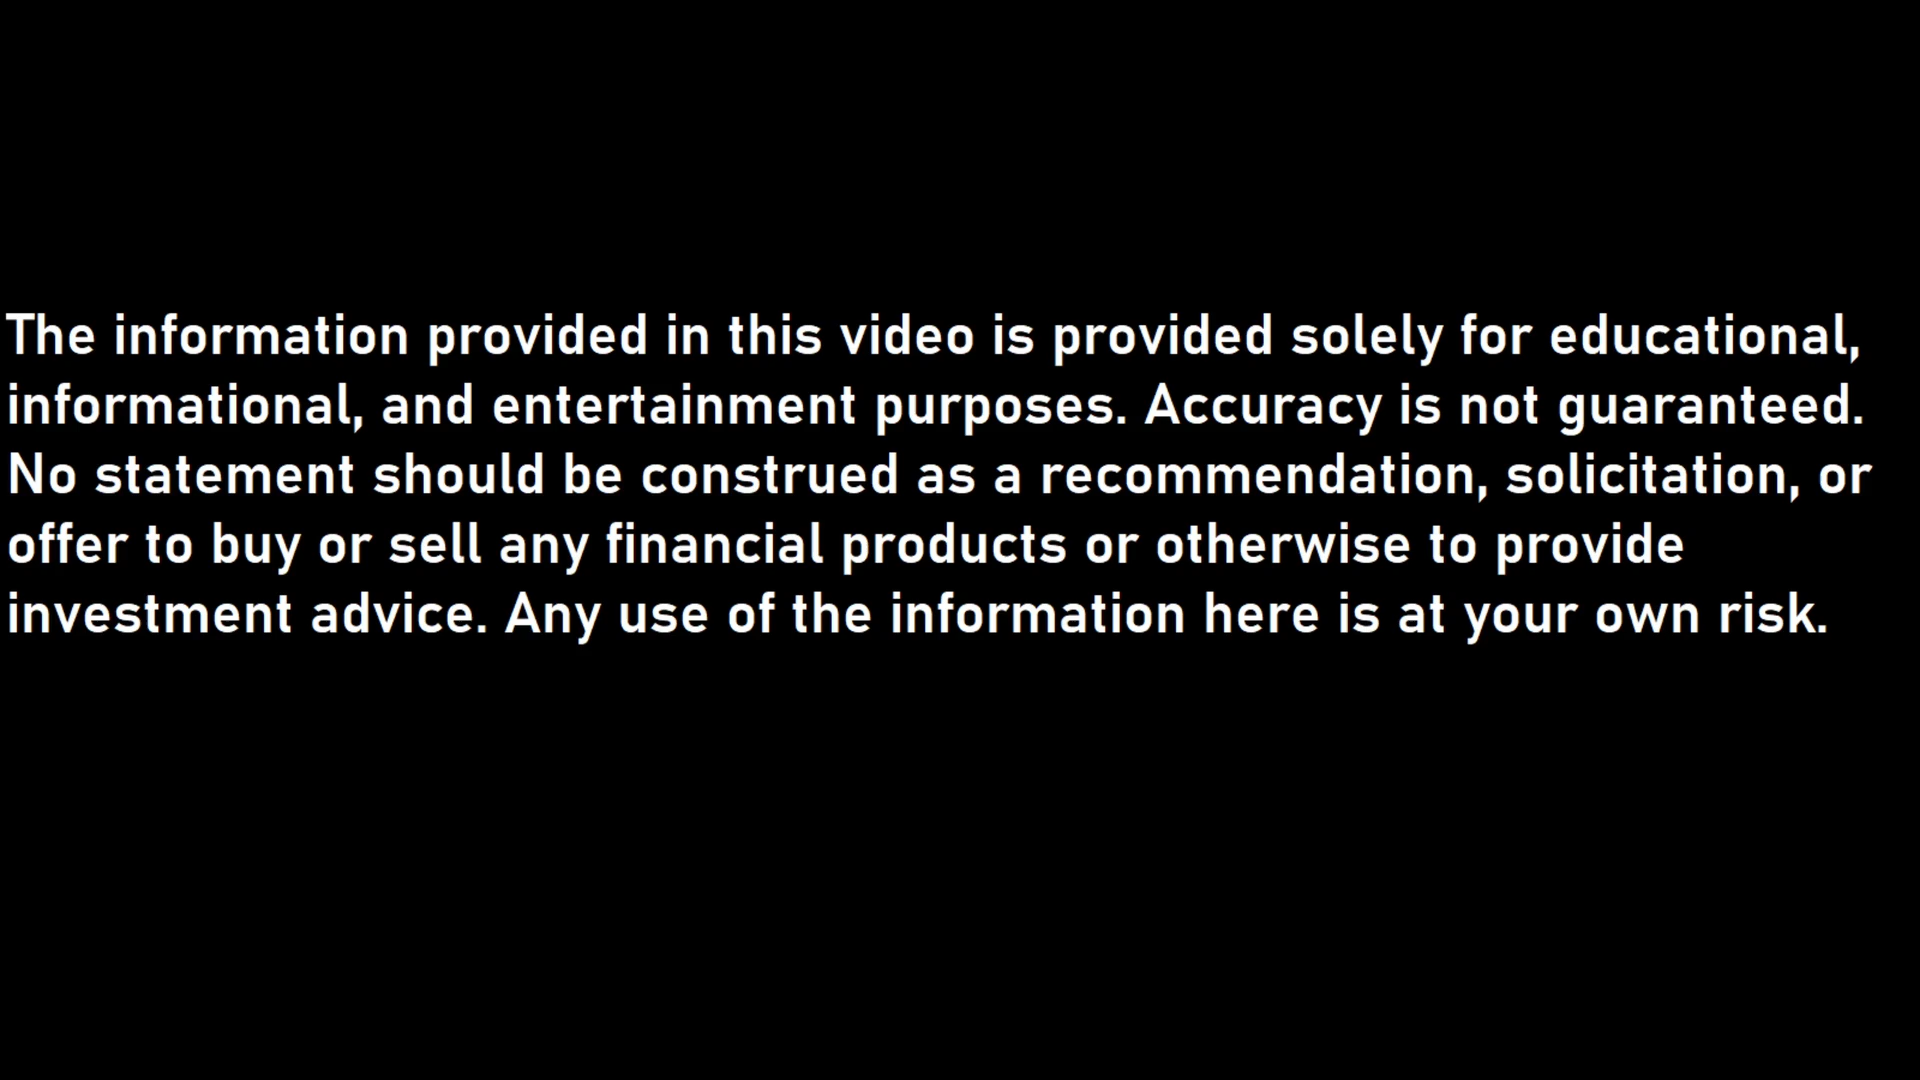 The information provided in this video is provided solely for educational,
informational, and entertainment purposes. Accuracy is not guaranteed.
No statement should be construed as a recommendation, solicitation, or
offer to buy or sell any financial products or otherwise to provide
investment advice. Any use of the information here is at your own risk.